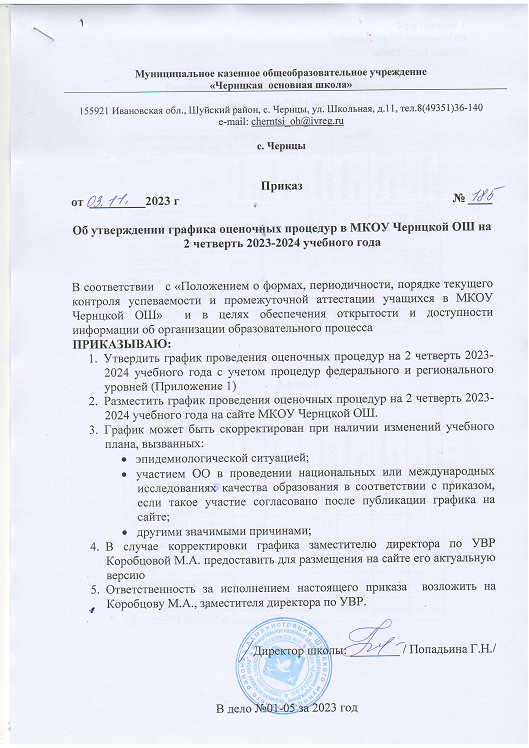 Муниципальное казенное общеобразовательное учреждение
«Чернцкая основная школа»
155921 Ивановская обл., Шуйский район, с. Чернцы, ул. Школьная, д.11, тел.8(49351)36-140
e-mail: cherntsi_oh@ivreg.ru
с. Чернцы
Приказ
от 03.11. 2023 г № 185
Об утверждении графика оценочных процедур в МКОУ Чернцкой ОШ на
2 четверть 2023-2024 учебного года
В соответствии с «Положением о формах, периодичности, порядке текущего
контроля успеваемости и промежуточной аттестации учащихся в МКОУ
Чернцкой ОШ» и в целях обеспечения открытости и доступности
информации об организации образовательного процесса
ПРИКАЗЫВАЮ:
1. Утвердить график проведения оценочных процедур на 2 четверть 2023-
2024 учебного года с учетом процедур федерального и регионального
уровней (Приложение 1)
2. Разместить график проведения оценочных процедур на 2 четверть 2023-
2024 учебного года на сайте МКОУ Чернцкой ОШ.
3. График может быть скорректирован при наличии изменений учебного
плана, вызванных:
• эпидемиологической ситуацией;
• участием ОО в проведении национальных или международных
исследованиях качества образования в соответствии с приказом,
если такое участие согласовано после публикации графика на
сайте;
• другими значимыми причинами;
4. В случае корректировки графика заместителю директора по УВР
Коробцовой М.А. предоставить для размещения на сайте его актуальную
версию
5. Ответственность за исполнением настоящего приказа возложить на
Коробцову М.А., заместителя директора по УВР.
Директор школы: / Попадьина Г.Н./
В дело №01-05 за 2023 год